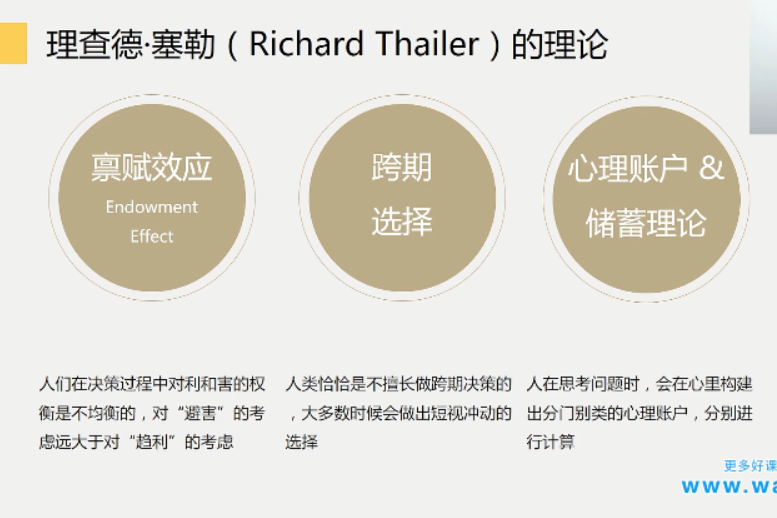 理查德·塞勒（Richard Thailer）的理论
禀赋效应
Endowment
Effect
跨期
选择
心理账户 &
储蓄理论
人们在决策过程中对利和害的权
衡是不均衡的，对“避害”的考
虑远大于对“趋利”的考虑
人类恰恰是不擅长做跨期决策的
，大多数时候会做出短视冲动的
选择
人在思考问题时，会在心里构建
出分门别类的心理账户，分别进
行计算
更多好课
www.wa